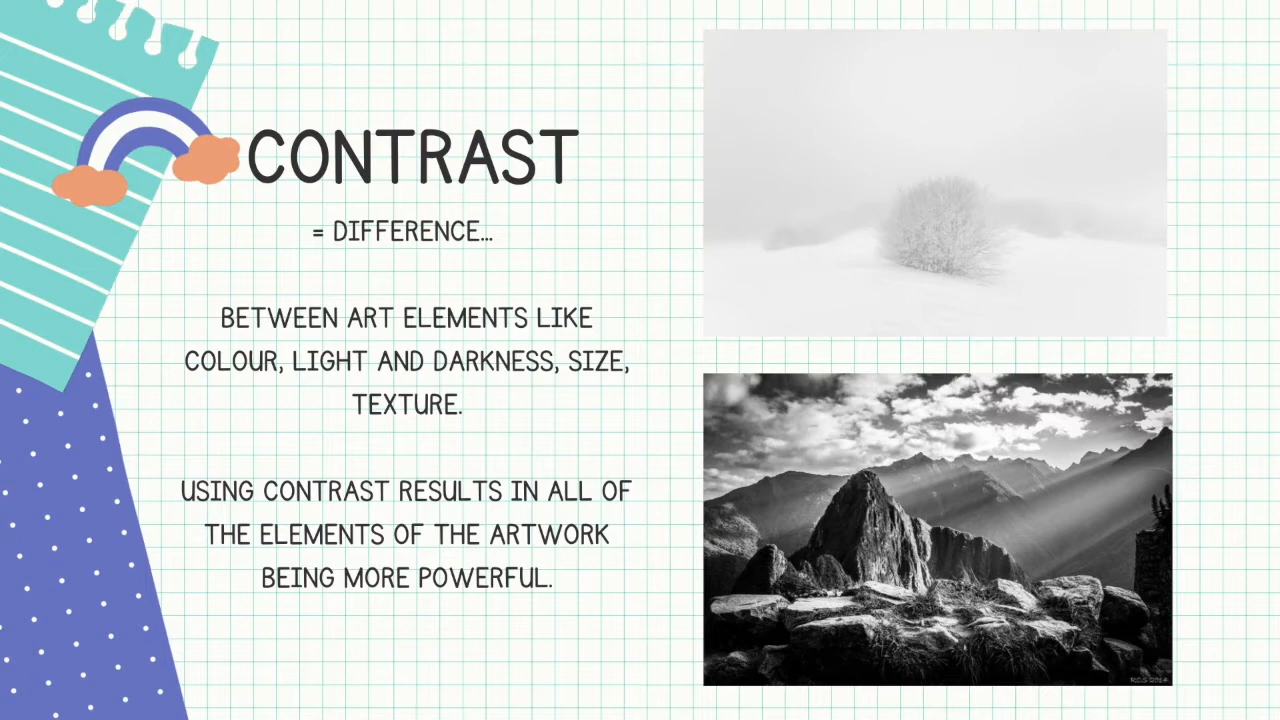 CONTRAST
= DIFFERENCE...
BETWEEN ART ELEMENTS LIKE
COLOUR, LIGHT AND DARKNESS, SIZE,
TEXTURE.
USING CONTRAST RESULTS IN ALL OF
THE ELEMENTS OF THE ARTWORK
BEING MORE POWERFUL.